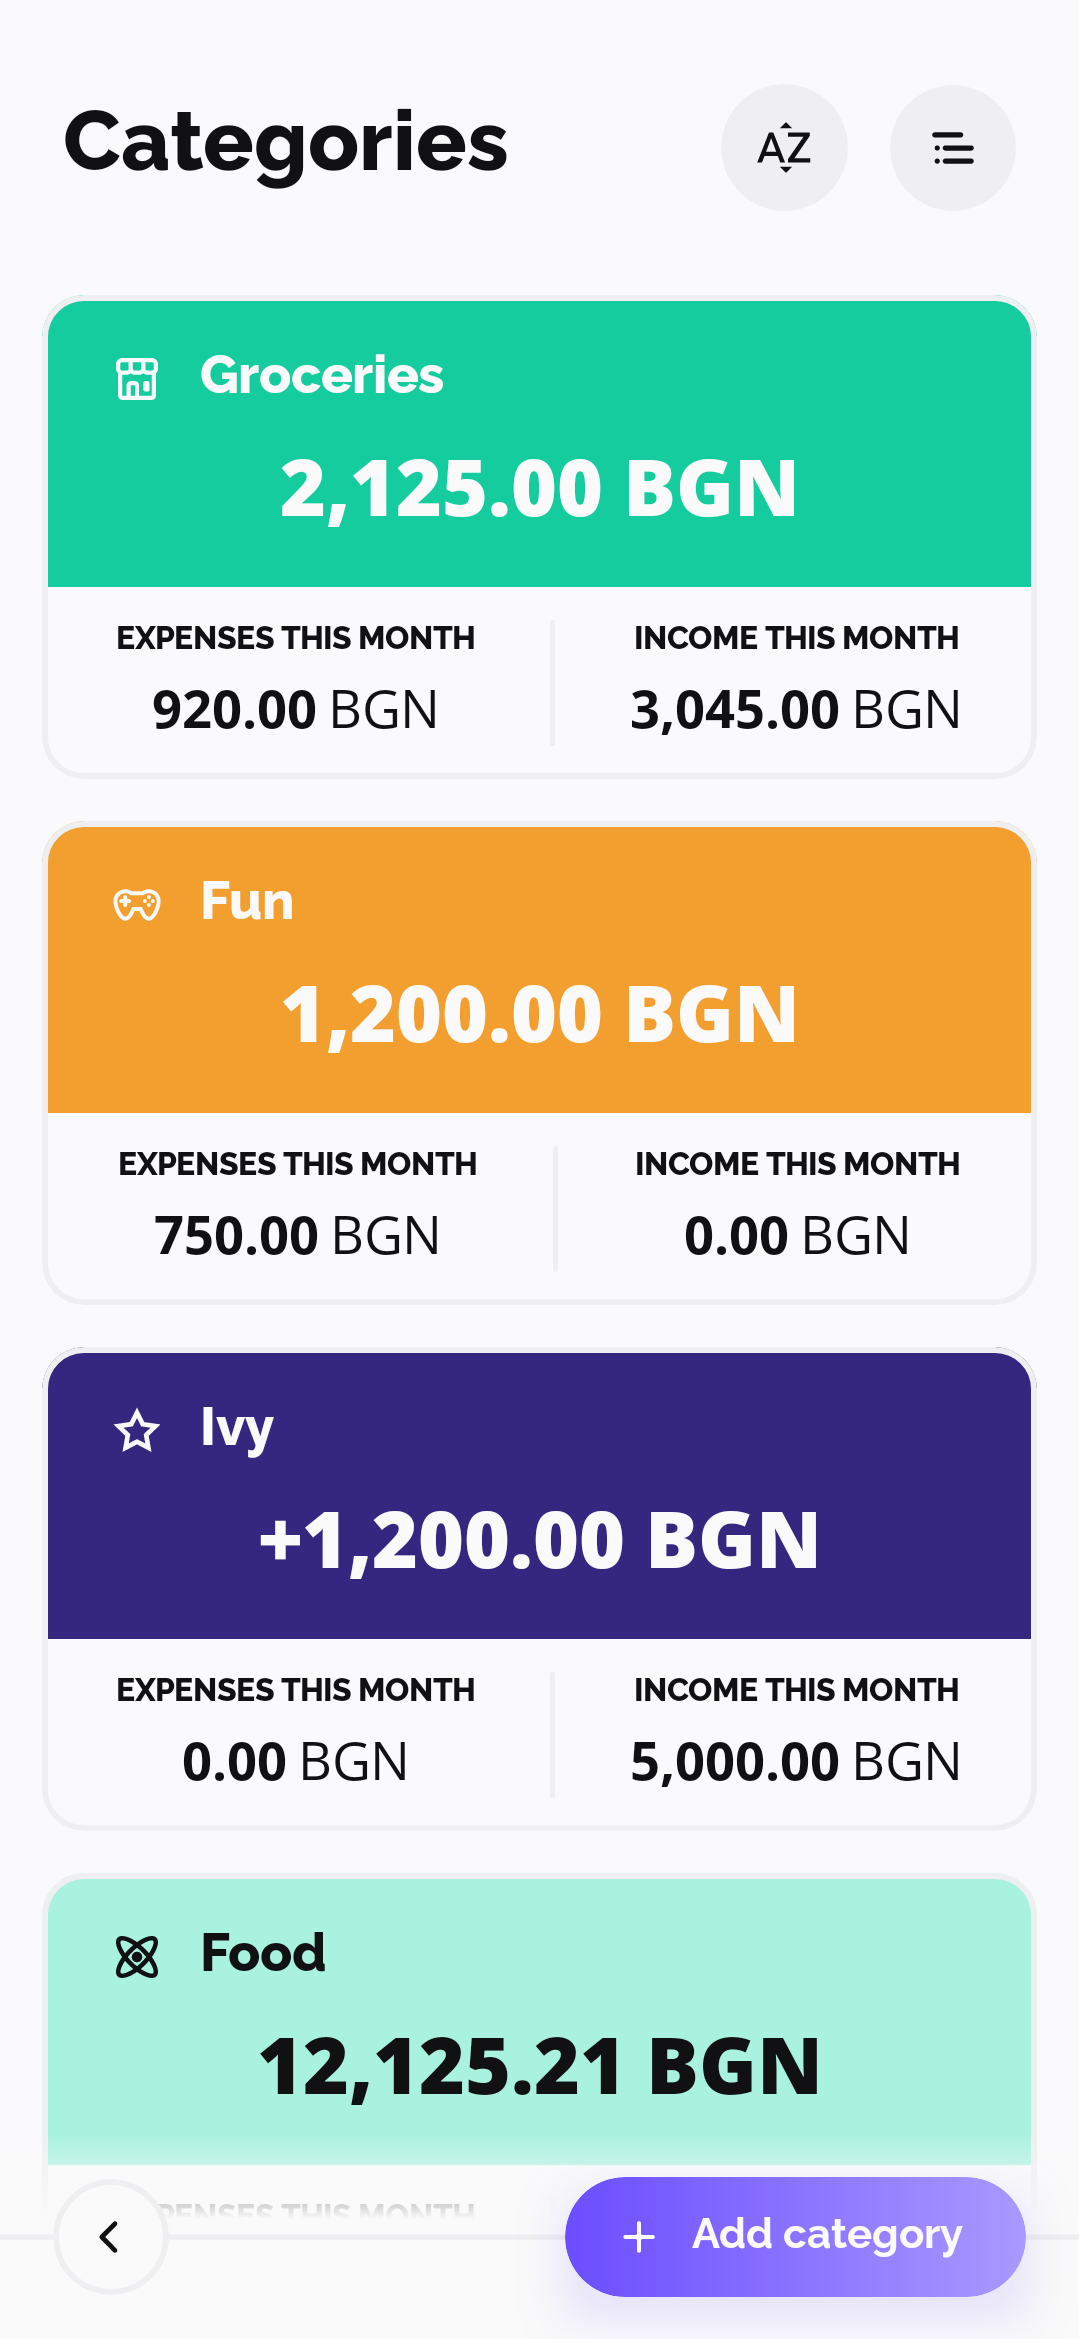 Categories
AZ
Groceries
2,125.00 BGN
EXPENSES THIS MONTH
INCOME THIS MONTH
920.00 BGN
3,045.00 BGN
Fun
1,200.00 BGN
EXPENSES THIS MONTH
INCOME THIS MONTH
750.00 BGN
0.00 BGN
Ivy
+1,200.00 BGN
EXPENSES THIS MONTH
INCOME THIS MONTH
0.00 BGN
5,000.00 BGN
Food
12,125.21 BGN
PENSES THIS MONTH
Add category